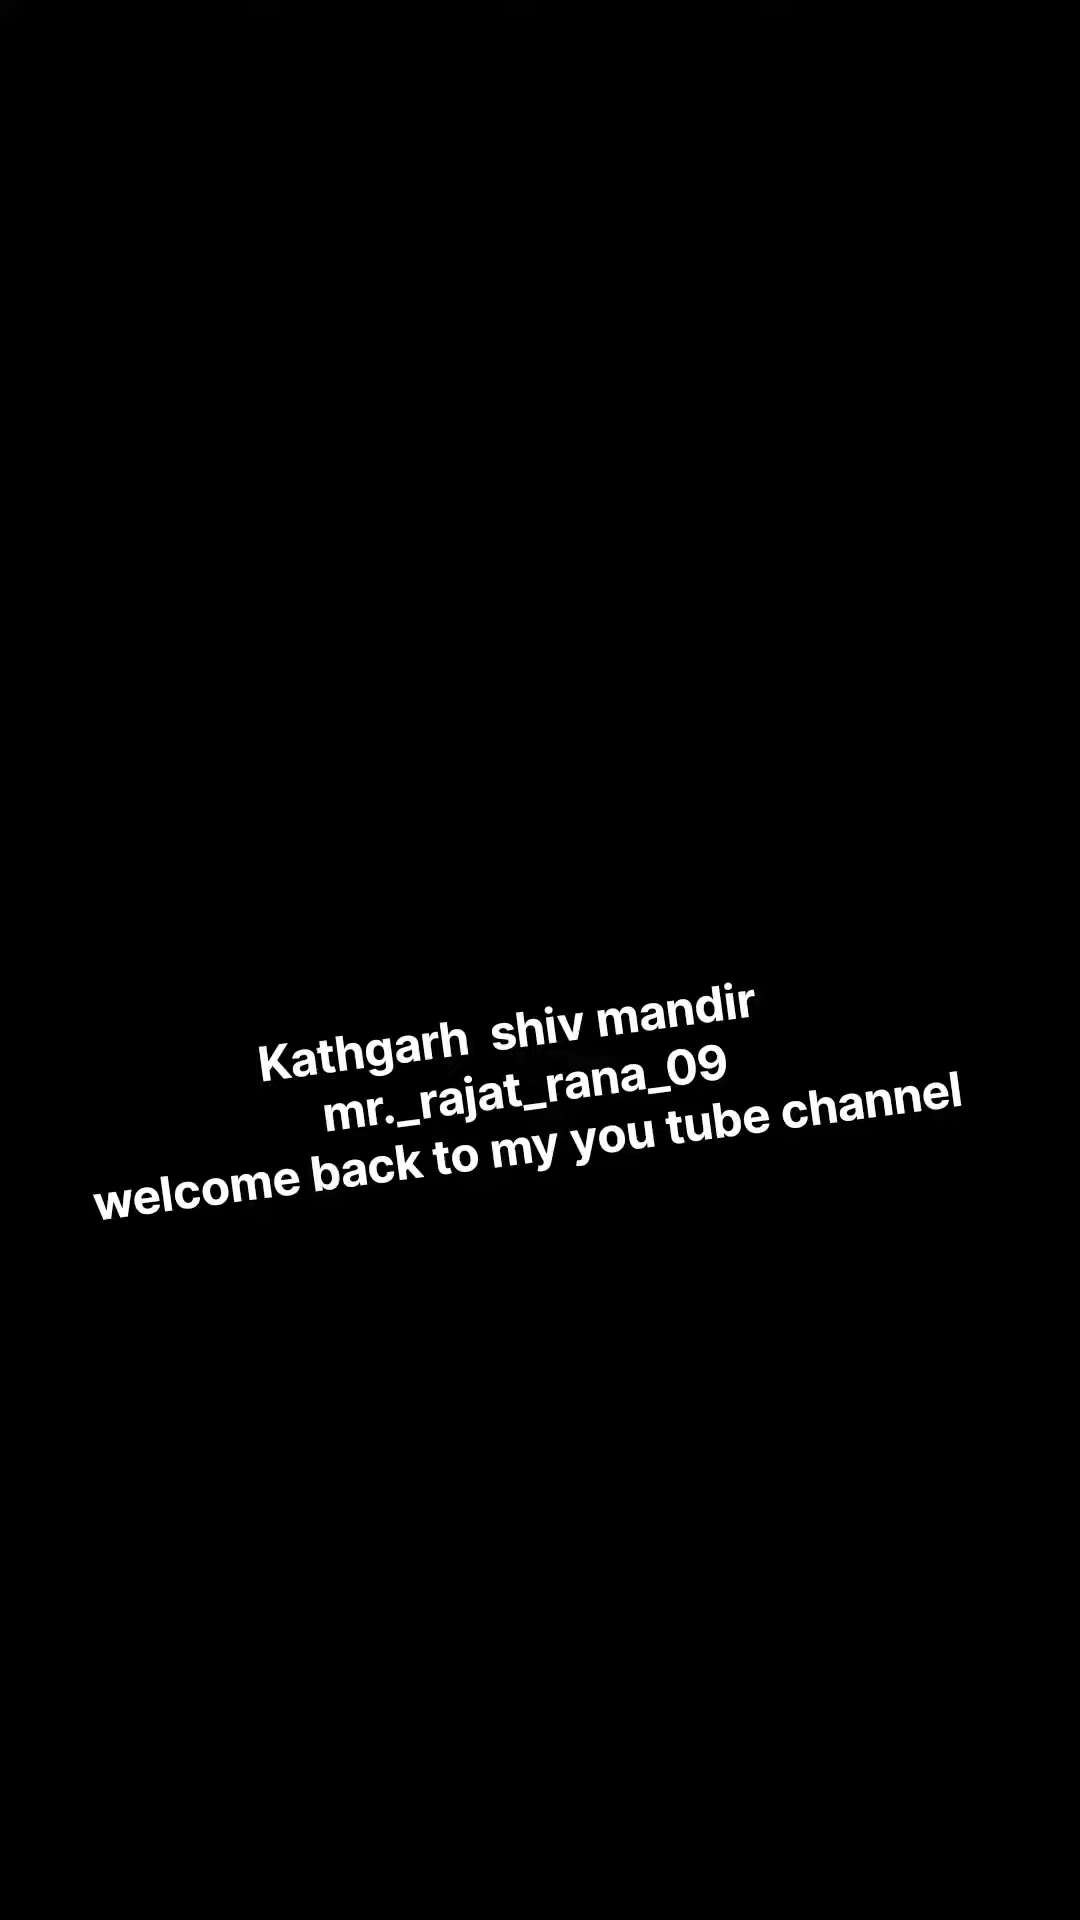 Kathgarh  shiv mandir
mr._rajat_rana_09
welcome back to my you tube channel